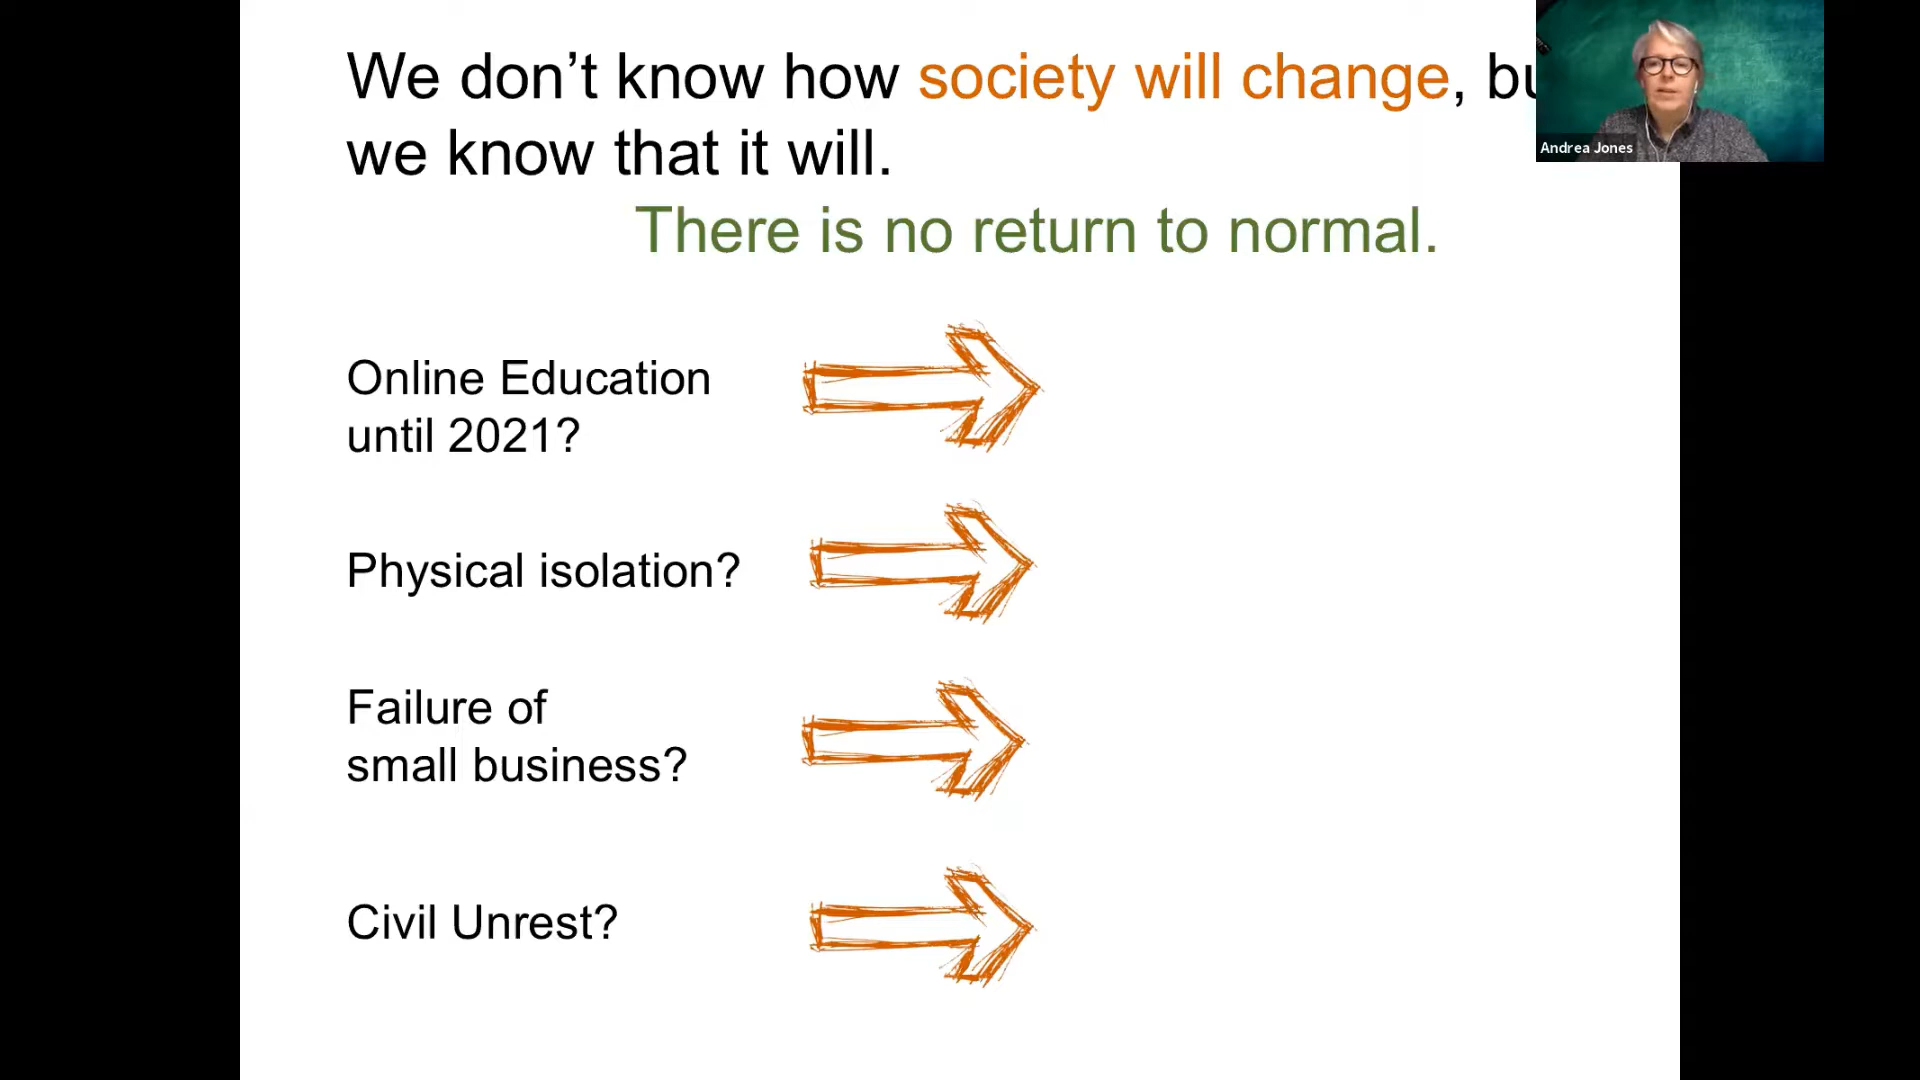 We don’t know how society will change, bu
we know that it will.
There is no return to normal.
Online Education
until 2021?
Physical isolation?
Failure of
small business?
Civil Unrest?
Andrea Jones